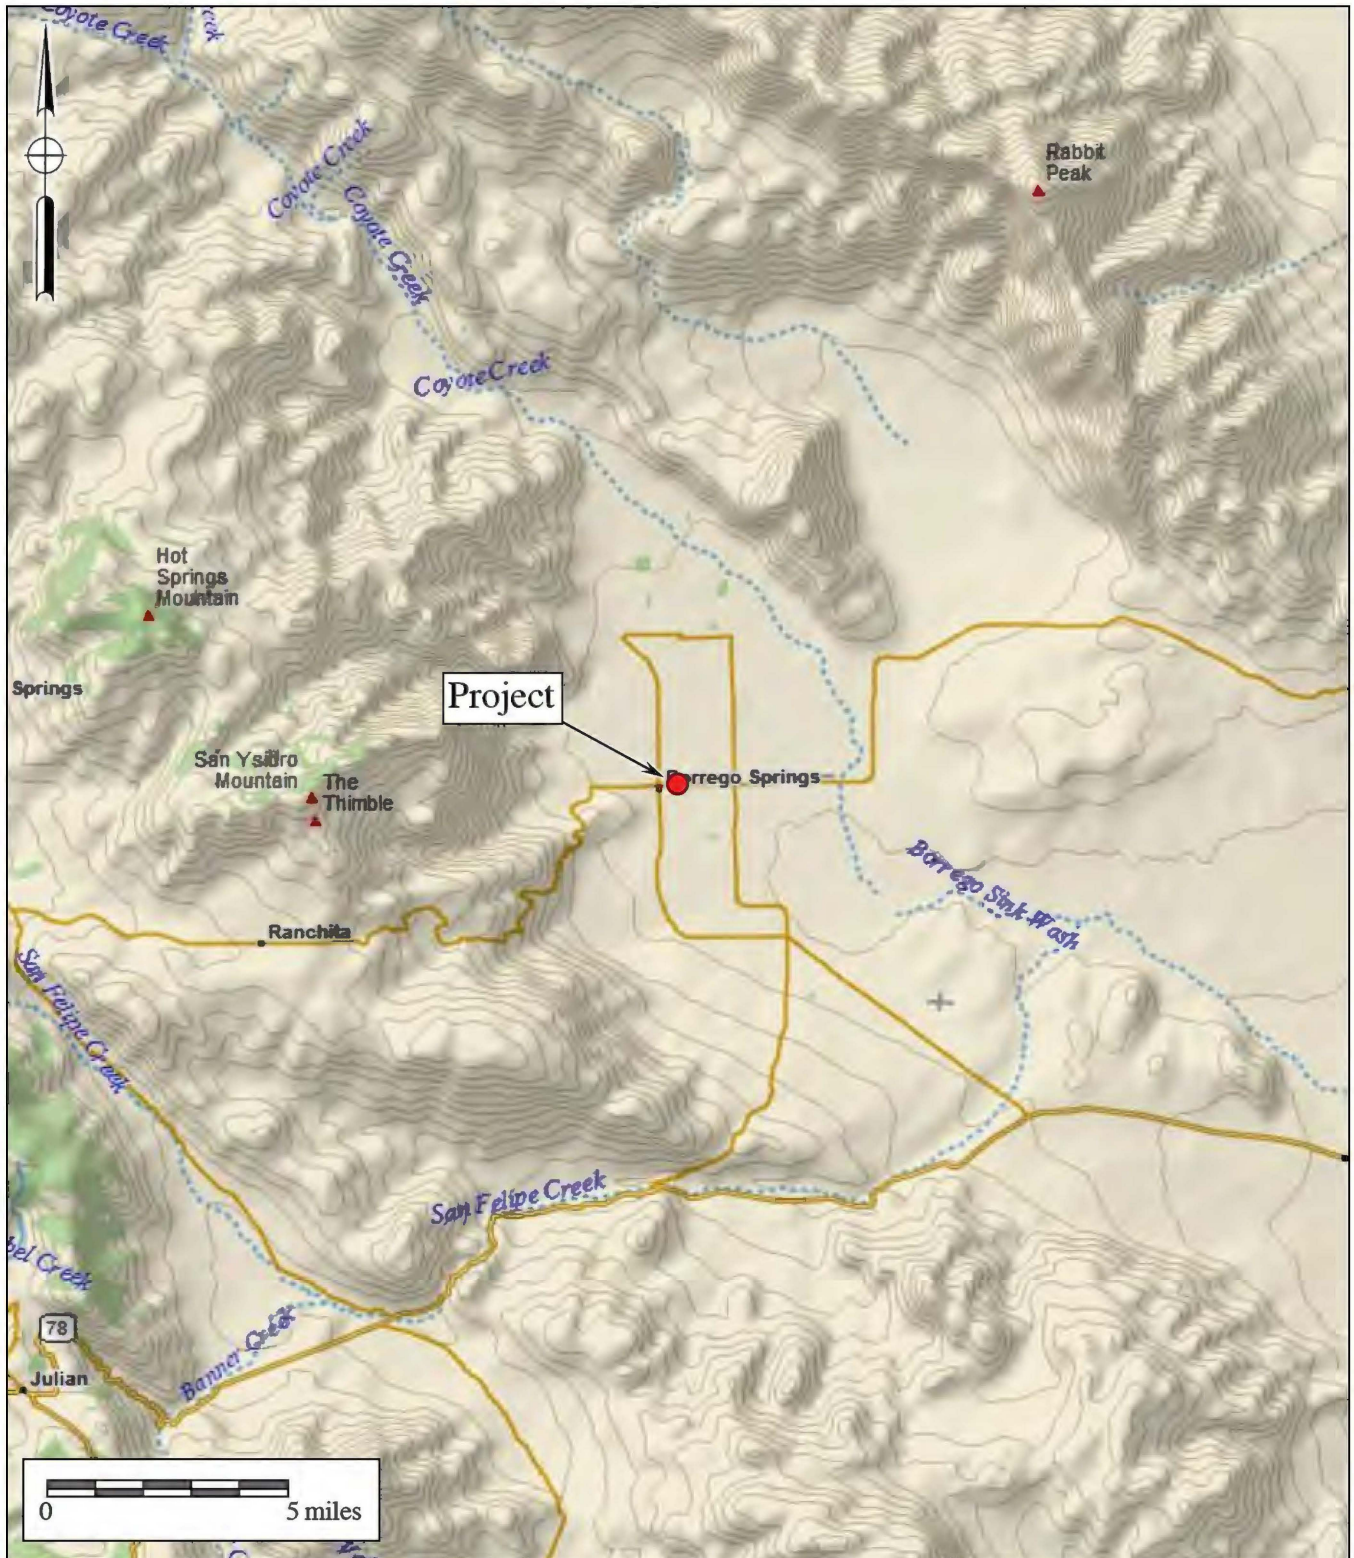 Coyote Creek
Coyote Creek
Rabbit
Peak
Coyote Creek
Coyote Creek
Hot
Springs
Mountain
Springs
Project
San Ysidro
Mountain
The
Thimble
Borrego Springs
Borrego Sink Wash
Ranchita
San Felipe Creek
San Felipe Creek
bel Creek
78
Banner Creek
Julian
0
5 miles